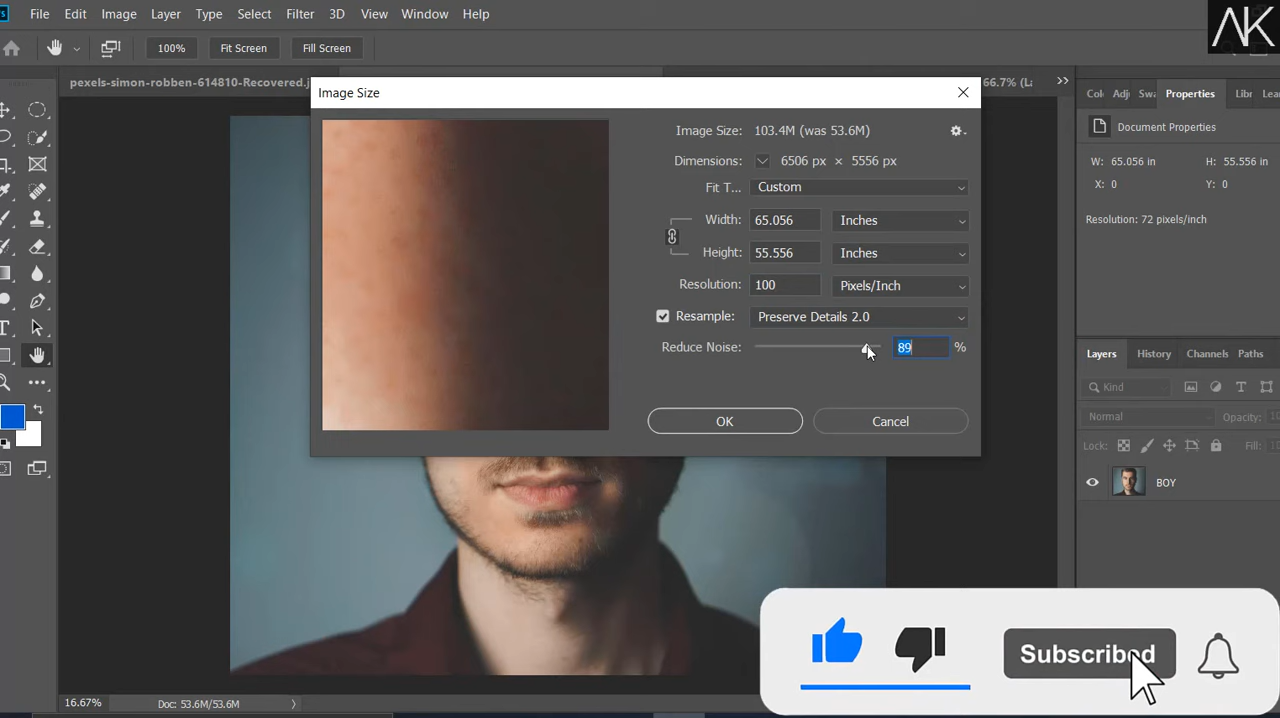 File Edit Image Layer Type Select Filter 3D View Window Help
AK
100% Fit Screen Fill Screen
pexels-simon-robben-614810-Recovered.j
66.7% (La
Image Size
Image Size: 103.4M (was 53.6M)
Dimensions: 6506 px × 5556 px
Fit T... Custom
Width: 65.056 Inches
Height: 55.556 Inches
Resolution: 100 Pixels/Inch
Resample: Preserve Details 2.0
Reduce Noise: 89 %
OK Cancel
Col Adj Swa Properties Libr Lea
Document Properties
W: 65.056 in H: 55.556 in
X: 0 Y: 0
Resolution: 72 pixels/inch
Layers History Channels Paths
Kind
Normal Opacity:
Lock: Fill:
BOY
Subscribed
16.67% Doc: 53.6M/53.6M